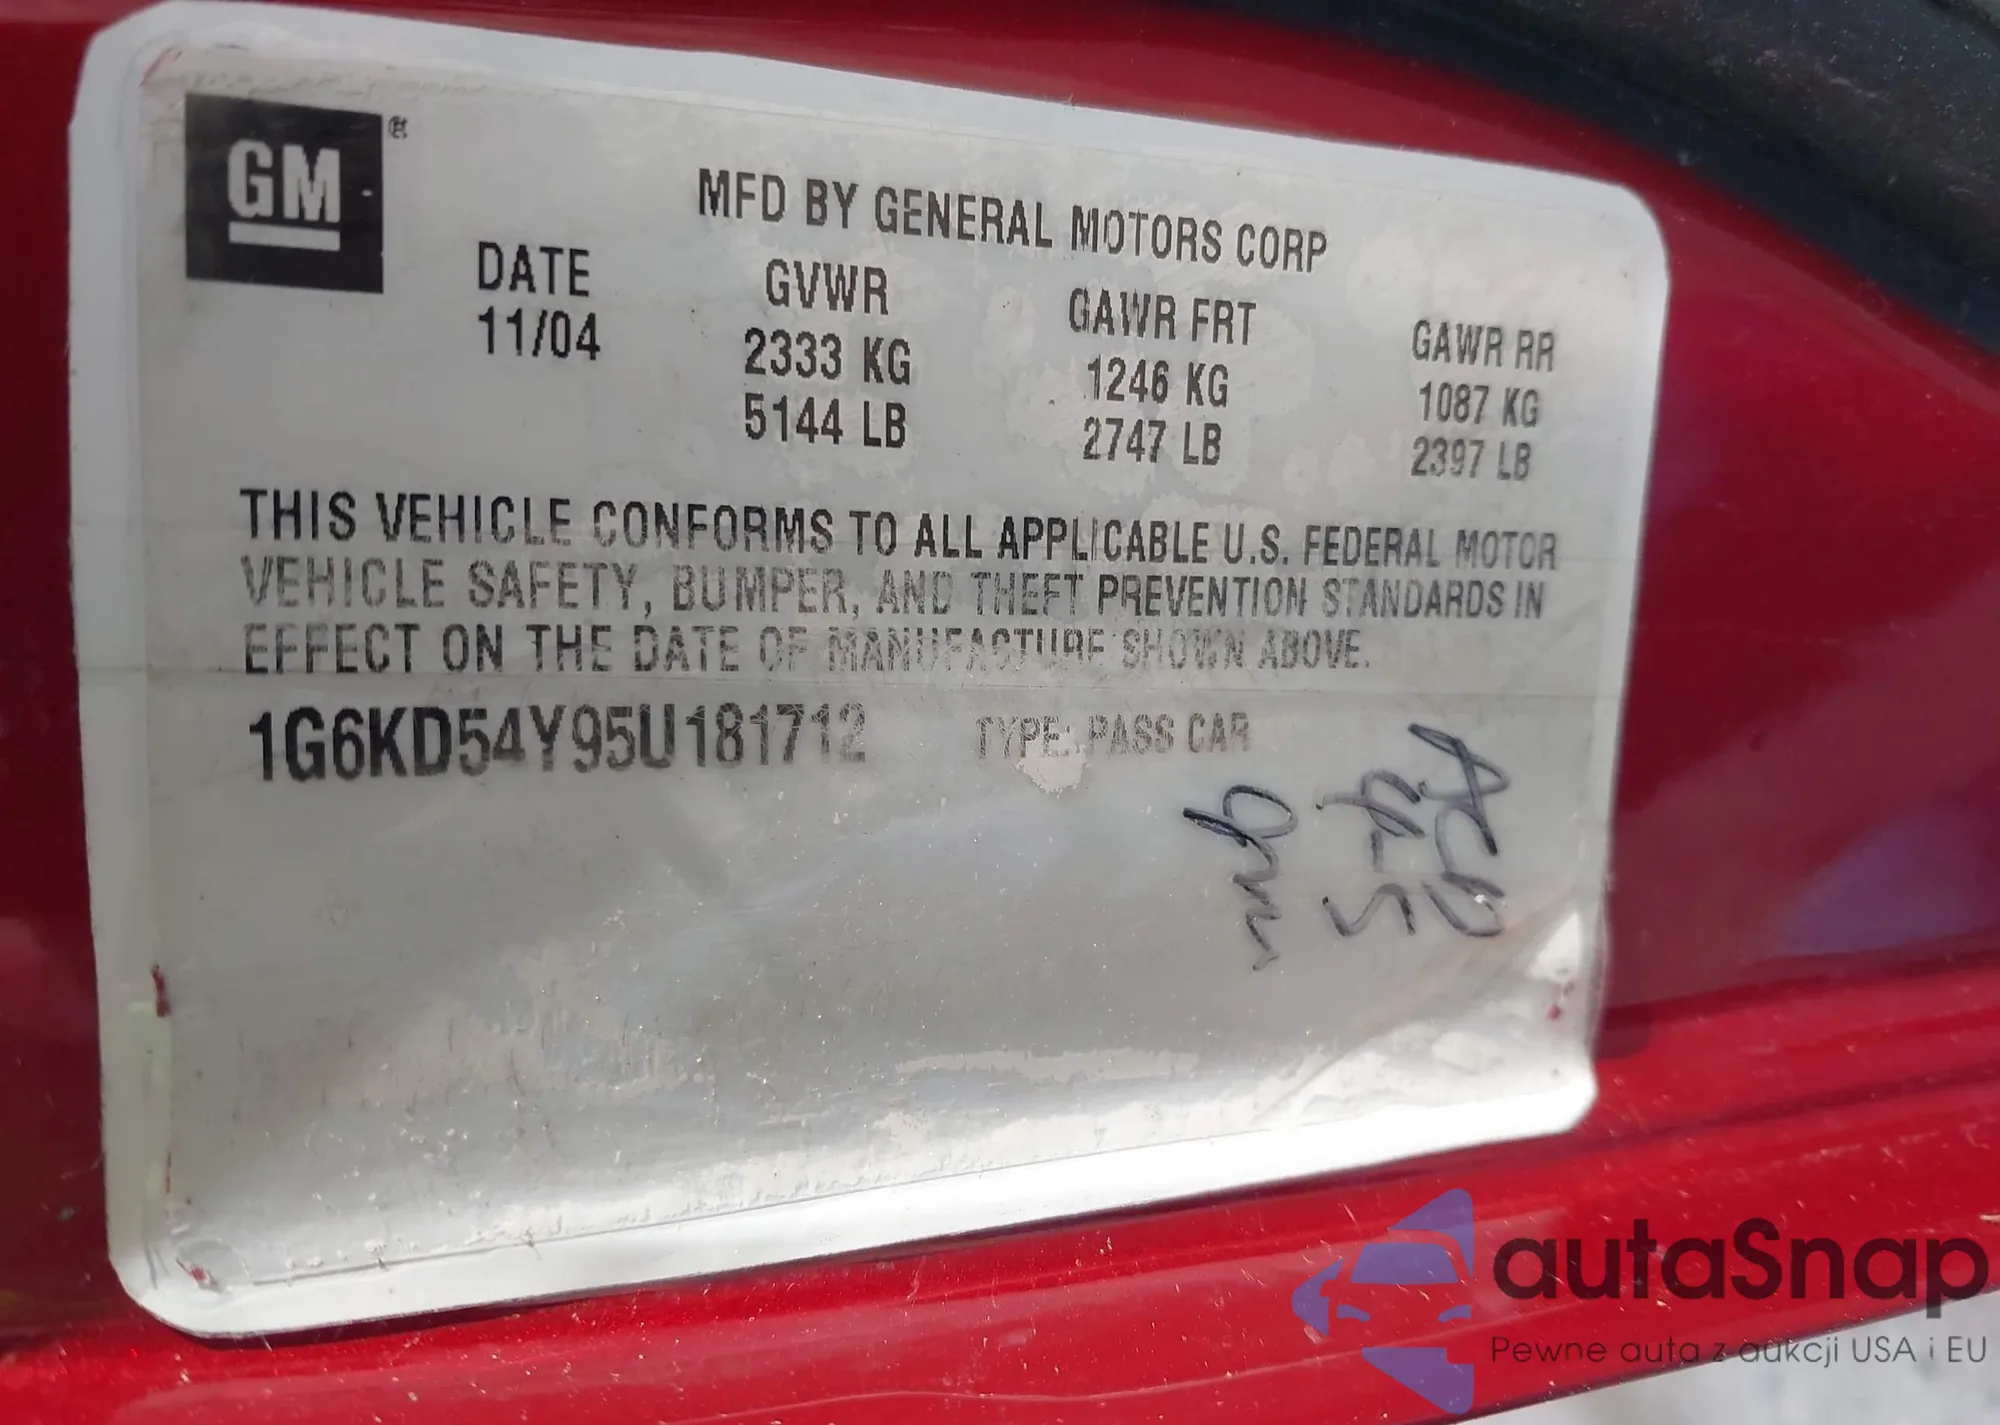 GM
MFD BY GENERAL MOTORS CORP
DATE GVWR GAWR FRT GAWR RR
11/04 2333 KG 1246 KG 1087 KG
5144 LB 2747 LB 2397 LB
THIS VEHICLE CONFORMS TO ALL APPLICABLE U.S. FEDERAL MOTOR
VEHICLE SAFETY, BUMPER, AND THEFT PREVENTION STANDARDS IN
EFFECT ON THE DATE OF MANUFACTURE SHOWN ABOVE.
1G6KD54Y95U181712 TYPE: PASS CAR
autaSnap
Pewne auta z aukcji USA i EU